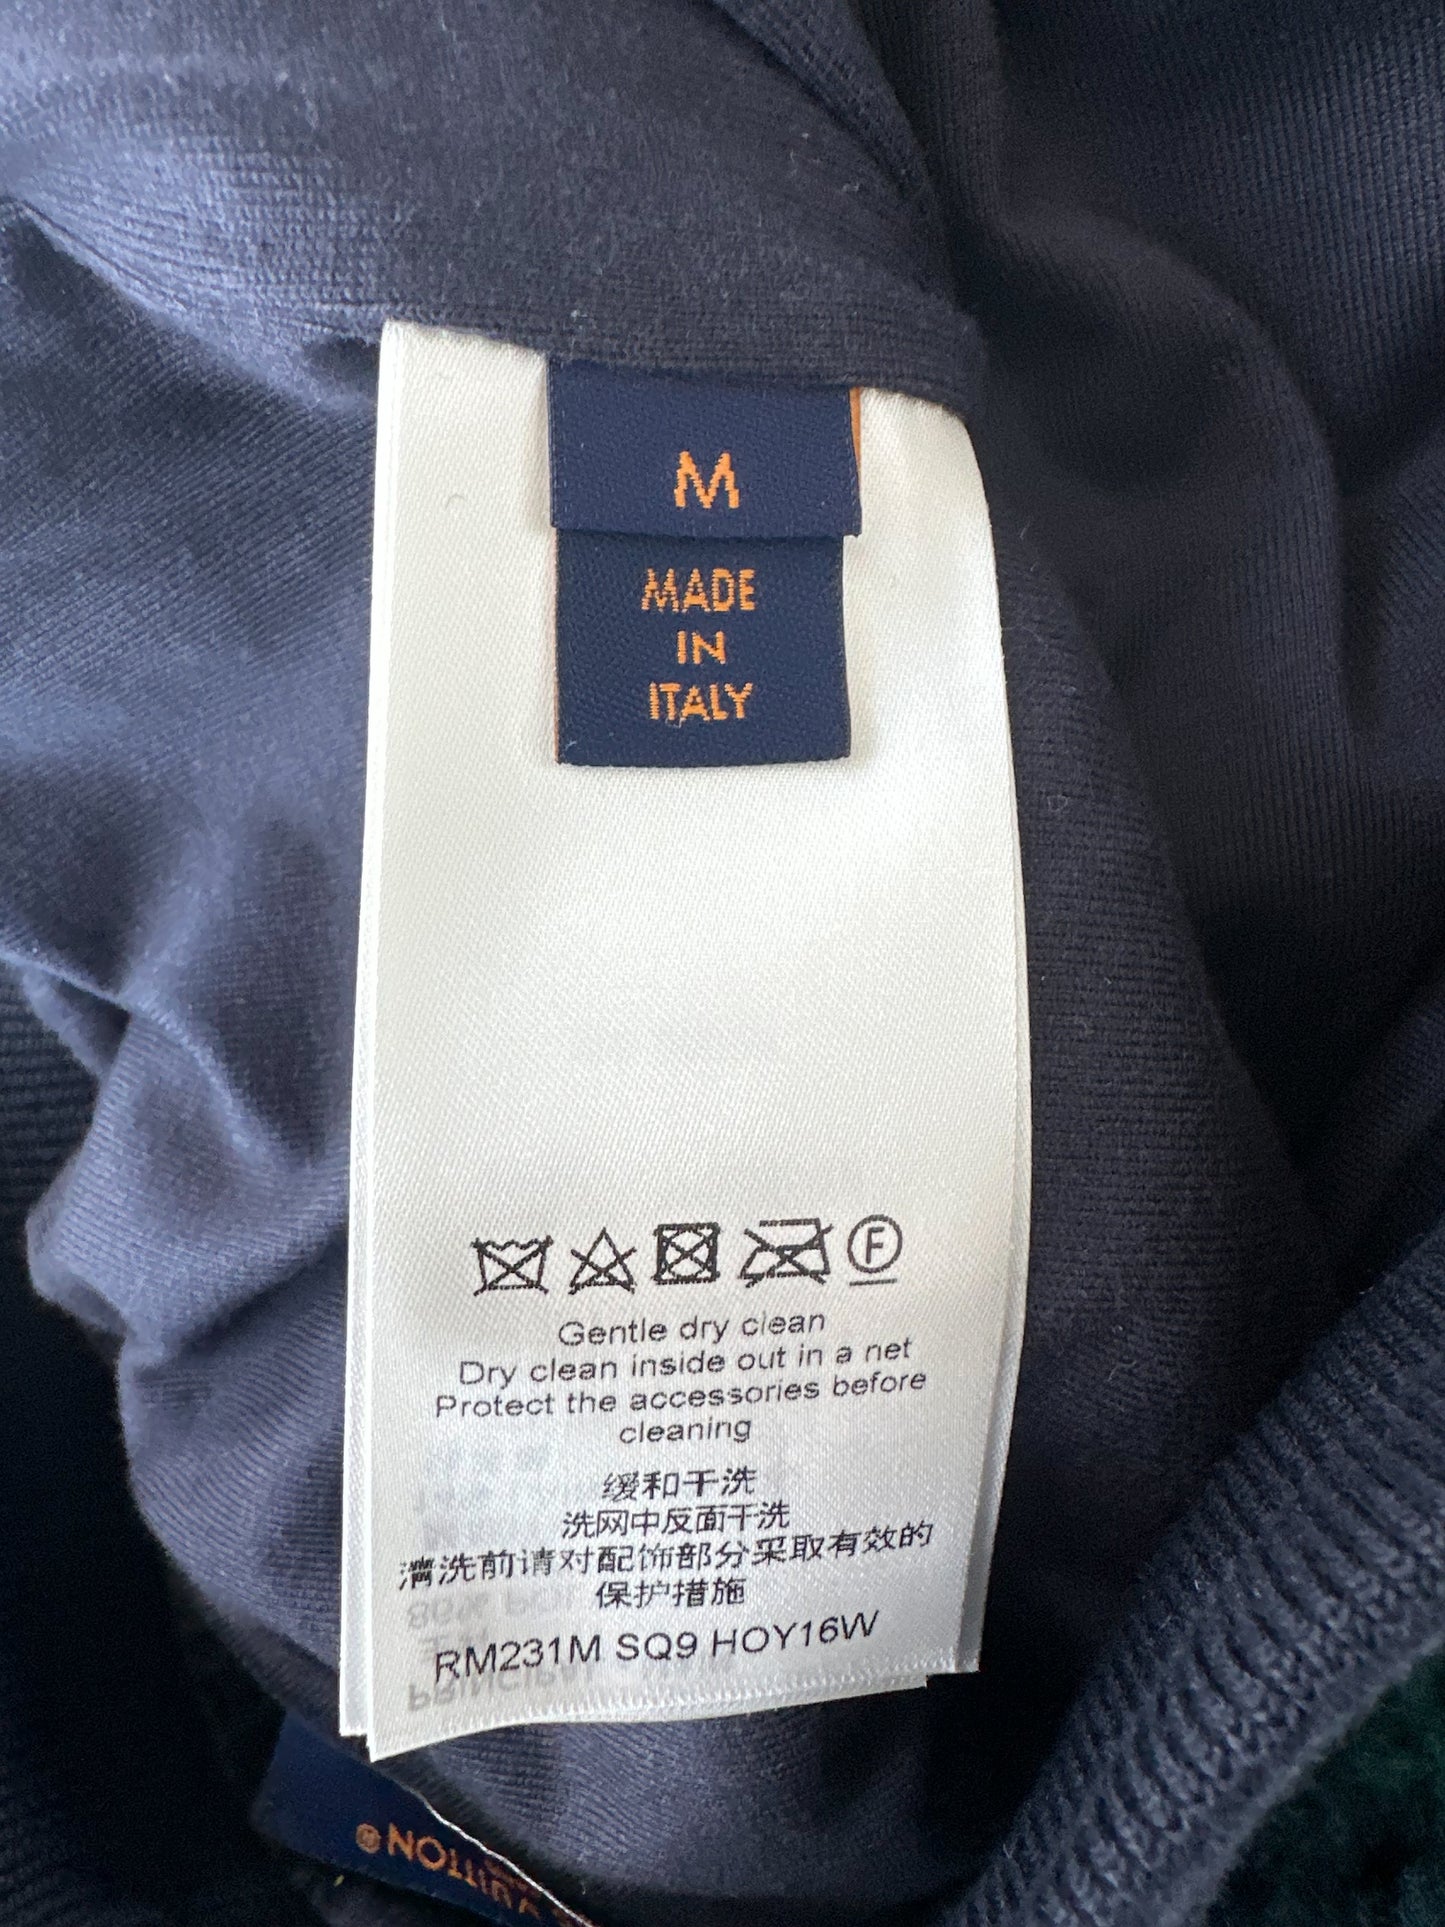 M
MADE
IN
ITALY
F
Gentle dry clean
Dry clean inside out in a net
Protect the accessories before
cleaning
缓和干洗
洗网中反面干洗
清洗前请对配饰部分采取有效的
保护措施
RM231M SQ9 HOY16W
VUITTON®